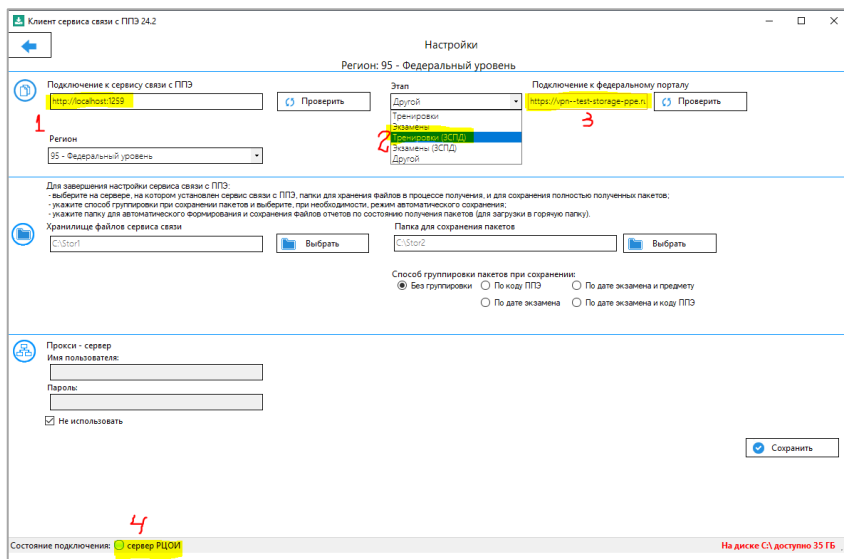 Клиент сервиса связи с ППЭ 24.2
Настройки
Регион: 95 - Федеральный уровень
Подключение к сервису связи с ППЭ
Этап
Подключение к федеральному порталу
http://localhost:1259
Проверить
Другой
https://vpn--test-storage-ppe.ru
Проверить
1
Тренировки
Экзамены
2
Тренировки (ЗСПД)
3
Экзамены (ЗСПД)
Другой
Регион
95 - Федеральный уровень
Для завершения настройки сервиса связи с ППЭ:
- выберите на сервере, на котором установлен сервис связи с ППЭ, папки для хранения файлов в процессе получения, и для сохранения полностью полученных пакетов;
- укажите способ группировки при сохранении пакетов и выберите, при необходимости, режим автоматического сохранения;
- укажите папку для автоматического формирования и сохранения файлов отчетов по состоянию получения пакетов (для загрузки в горячую папку).
Хранилище файлов сервиса связи
Папка для сохранения пакетов
C:\Stor1
Выбрать
C:\Stor2
Выбрать
Способ группировки пакетов при сохранении:
Без группировки
По коду ППЭ
По дате экзамена и предмету
По дате экзамена
По дате экзамена и коду ППЭ
Прокси - сервер
Имя пользователя:
Пароль:
Не использовать
Сохранить
4
Состояние подключения: сервер РЦОИ
На диске C:\ доступно 35 ГБ